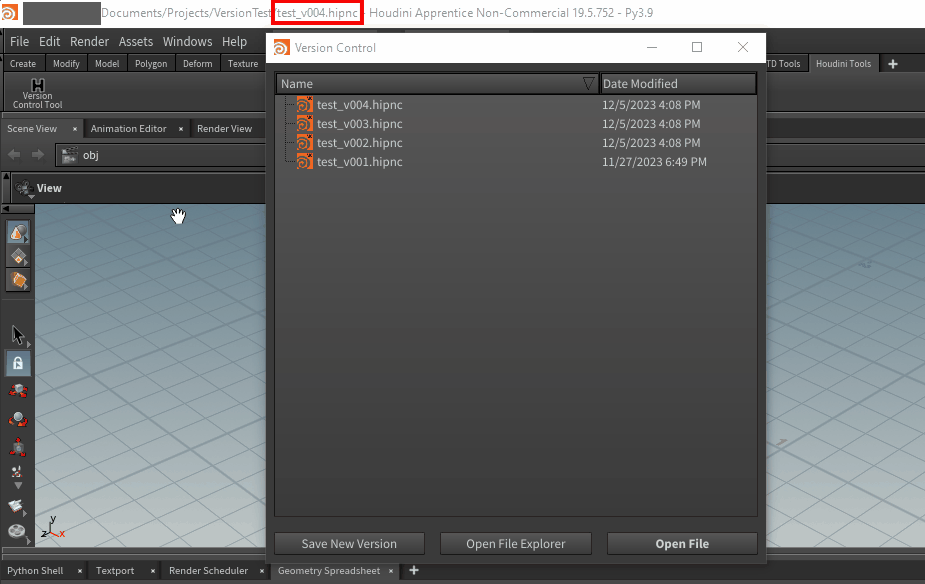 Documents/Projects/VersionTest/test_v004.hipnc - Houdini Apprentice Non-Commercial 19.5.752 - Py3.9
File Edit Render Assets Windows Help
Version Control
Create Modify Model Polygon Deform Texture
TD Tools Houdini Tools
H
Version
Control Tool
Name Date Modified
test_v004.hipnc 12/5/2023 4:08 PM
test_v003.hipnc 12/5/2023 4:08 PM
test_v002.hipnc 12/5/2023 4:08 PM
test_v001.hipnc 11/27/2023 6:49 PM
Scene View Animation Editor Render View
obj
View
y
z x
Save New Version Open File Explorer Open File
Python Shell Textport Render Scheduler Geometry Spreadsheet